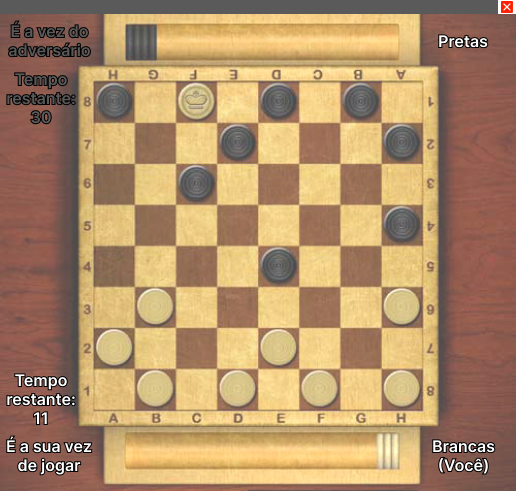 É a vez do
adversário
Pretas
Tempo
restante:
30
H G F E D C B A
8 1
7 2
6 3
5 4
4 5
3 6
2 7
1 8
A B C D E F G H
Tempo
restante:
11
É a sua vez
de jogar
Brancas
(Você)